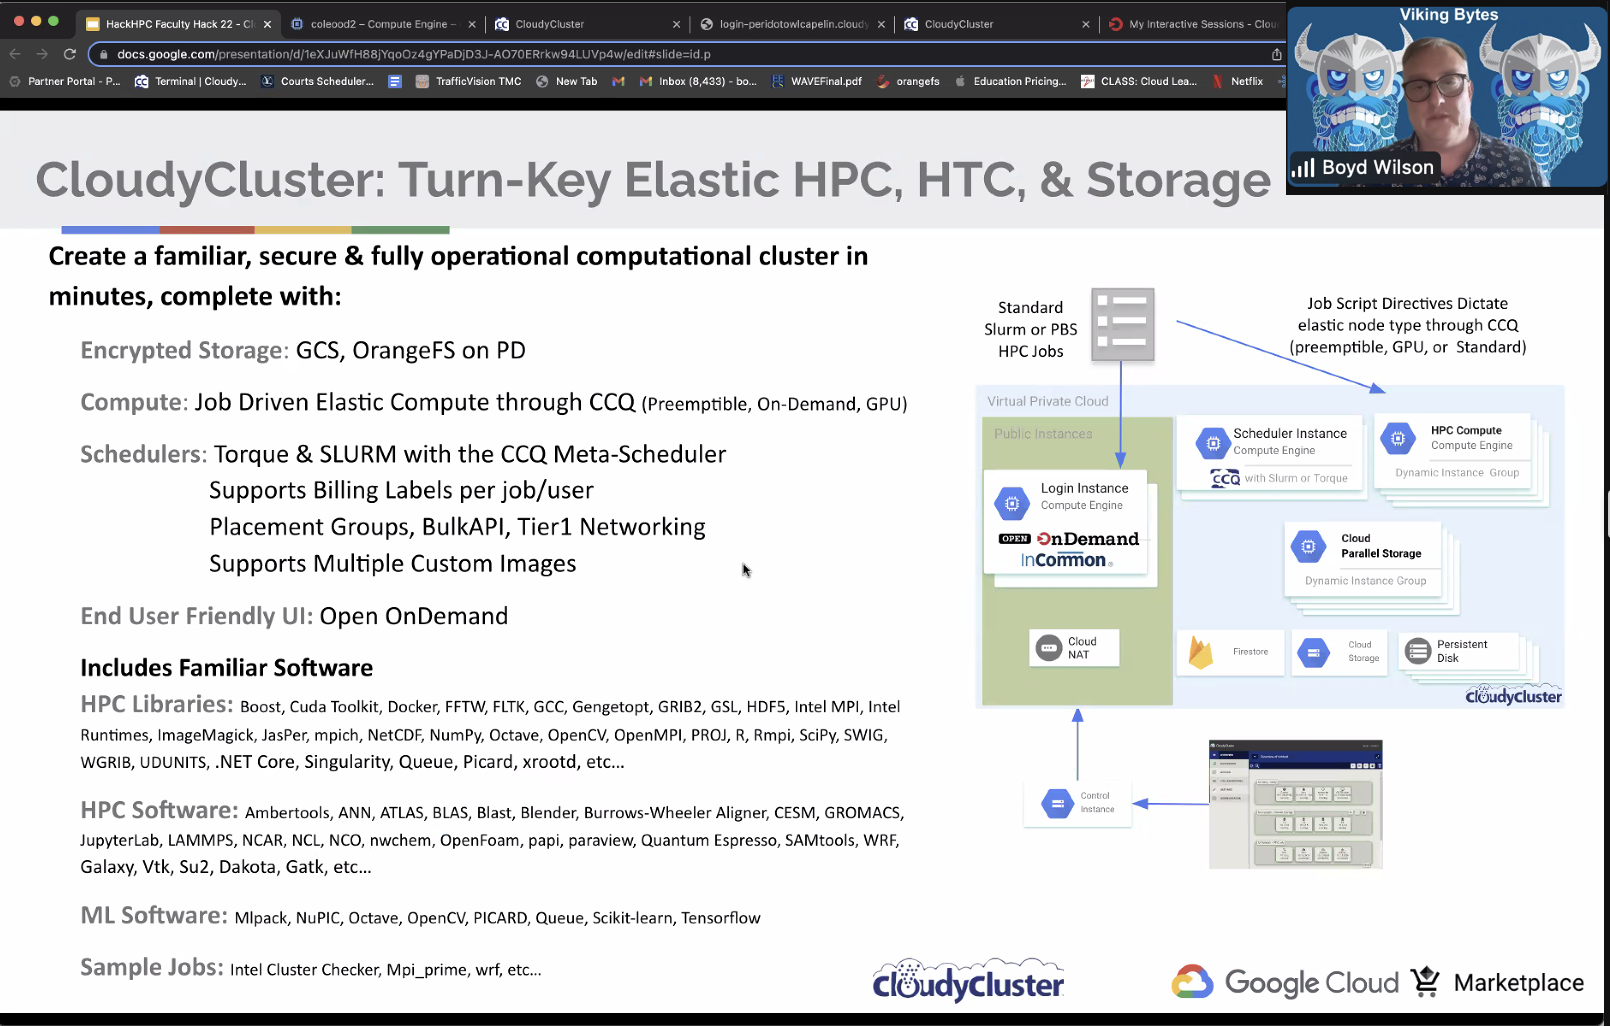 HackHPC Faculty Hack 22 - Cl
coleood2 – Compute Engine –
CloudyCluster
login-peridotowlcapelin.cloudy
CloudyCluster
My Interactive Sessions - Clou
docs.google.com/presentation/d/1eXJuWfH88jYqoOz4gYPaDjD3J-AO70ERrkw94LUVp4w/edit#slide=id.p
Partner Portal - P...
Terminal | Cloudy...
Courts Scheduler...
TrafficVision TMC
New Tab
Inbox (8,433) - bo...
WAVEFinal.pdf
orangefs
Education Pricing...
CLASS: Cloud Lea...
Netflix
Viking Bytes
Boyd Wilson
CloudyCluster: Turn-Key Elastic HPC, HTC, & Storage
Create a familiar, secure & fully operational computational cluster in
minutes, complete with:
Encrypted Storage: GCS, OrangeFS on PD
Compute: Job Driven Elastic Compute through CCQ (Preemptible, On-Demand, GPU)
Schedulers: Torque & SLURM with the CCQ Meta-Scheduler
Supports Billing Labels per job/user
Placement Groups, BulkAPI, Tier1 Networking
Supports Multiple Custom Images
End User Friendly UI: Open OnDemand
Includes Familiar Software
HPC Libraries: Boost, Cuda Toolkit, Docker, FFTW, FLTK, GCC, Gengetopt, GRIB2, GSL, HDF5, Intel MPI, Intel
Runtimes, ImageMagick, JasPer, mpich, NetCDF, NumPy, Octave, OpenCV, OpenMPI, PROJ, R, Rmpi, SciPy, SWIG,
WGRIB, UDUNITS, .NET Core, Singularity, Queue, Picard, xrootd, etc...
HPC Software: Ambertools, ANN, ATLAS, BLAS, Blast, Blender, Burrows-Wheeler Aligner, CESM, GROMACS,
JupyterLab, LAMMPS, NCAR, NCL, NCO, nwchem, OpenFoam, papi, paraview, Quantum Espresso, SAMtools, WRF,
Galaxy, Vtk, Su2, Dakota, Gatk, etc...
ML Software: Mlpack, NuPIC, Octave, OpenCV, PICARD, Queue, Scikit-learn, Tensorflow
Sample Jobs: Intel Cluster Checker, Mpi_prime, wrf, etc...
Standard
Slurm or PBS
HPC Jobs
Job Script Directives Dictate
elastic node type through CCQ
(preemptible, GPU, or Standard)
Virtual Private Cloud
Public Instances
Login Instance
Compute Engine
OPEN OnDemand
InCommon
Cloud
NAT
Scheduler Instance
Compute Engine
CCQ with Slurm or Torque
HPC Compute
Compute Engine
Dynamic Instance Group
Cloud
Parallel Storage
Dynamic Instance Group
Firestore
Cloud
Storage
Persistent
Disk
CloudyCluster
Control
Instance
CloudyCluster
Google Cloud
Marketplace